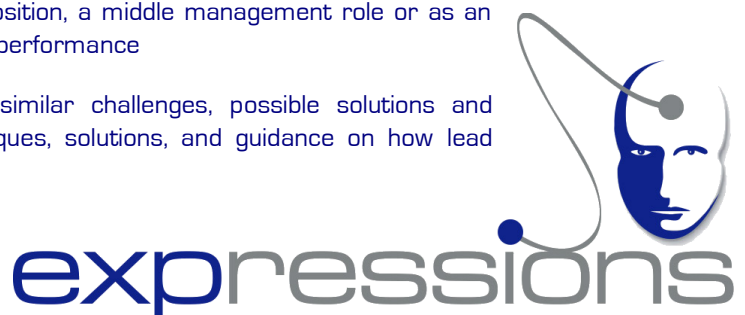 osition, a middle management role or as an
performance
similar challenges, possible solutions and
ques, solutions, and guidance on how lead
expressions